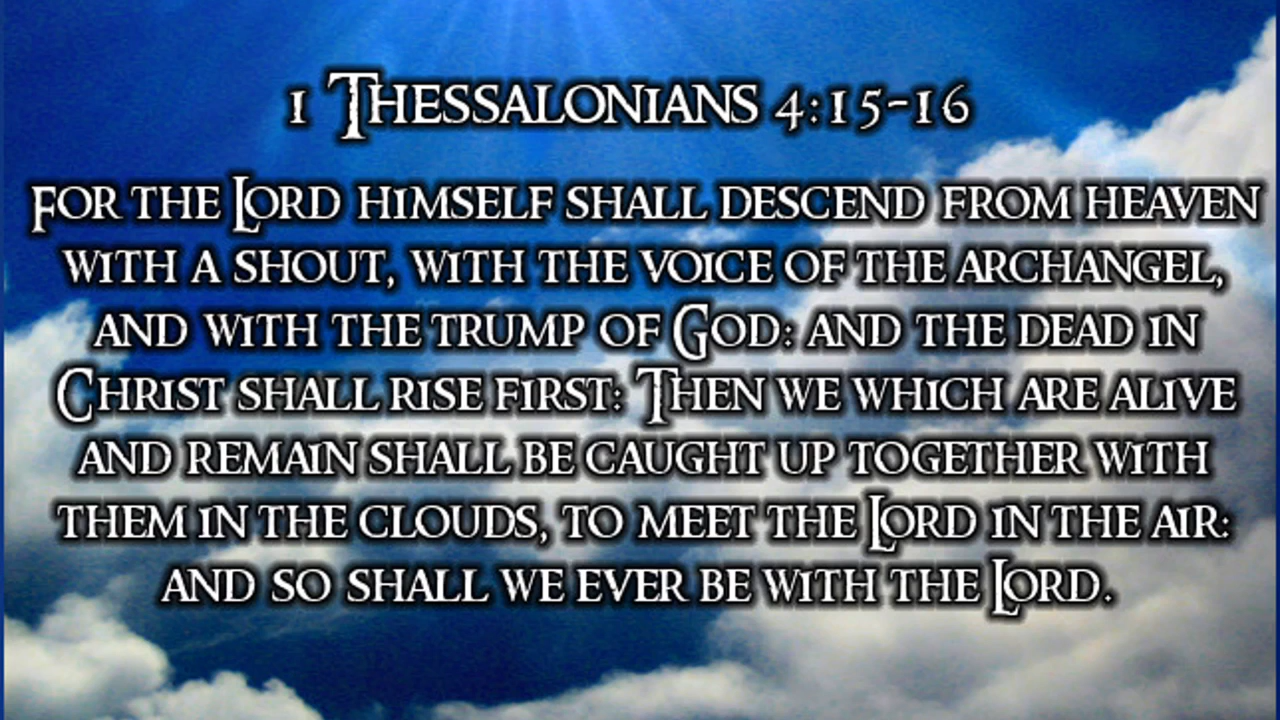 1 Thessalonians 4:15-16
For the Lord himself shall descend from heaven
with a shout, with the voice of the archangel,
and with the trump of God: and the dead in
Christ shall rise first: Then we which are alive
and remain shall be caught up together with
them in the clouds, to meet the Lord in the air:
and so shall we ever be with the Lord.